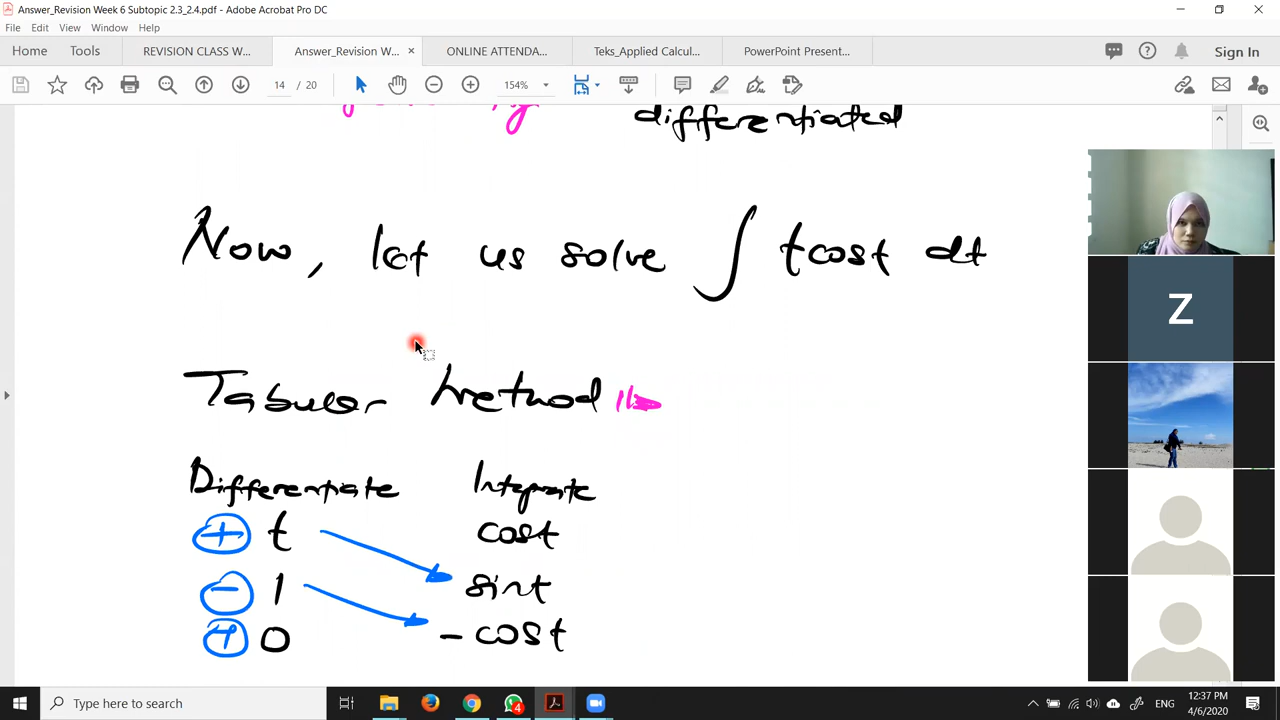 Answer_Revision Week 6 Subtopic 2.3_2.4.pdf - Adobe Acrobat Pro DC
File Edit View Window Help
Home Tools REVISION CLASS W... Answer_Revision W... × ONLINE ATTENDA... Teks_Applied Calcul... PowerPoint Present... Sign In
14 / 20 154%
differentiated
Now, let us solve ∫ tcost dt
Tabular Method
Differentiate Integrate
+ t cost
- 1 sint
+ 0 - cost
Z
Type here to search
4
ENG
12:37 PM
4/6/2020